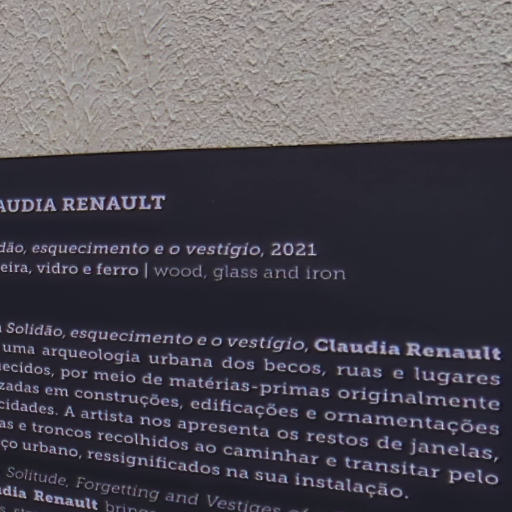 AUDIA RENAULT
dão, esquecimento e o vestígio, 2021
eira, vidro e ferro | wood, glass and iron
Solidão, esquecimento e o vestígio, Claudia Renault
uma arqueologia urbana dos becos, ruas e lugares
ecidos, por meio de matérias-primas originalmente
zadas em construções, edificações e ornamentações
cidades. A artista nos apresenta os restos de janelas,
as e troncos recolhidos ao caminhar e transitar pelo
ço urbano, ressignificados na sua instalação.
Solitude, Forgetting and Vestiges of
dia Renault